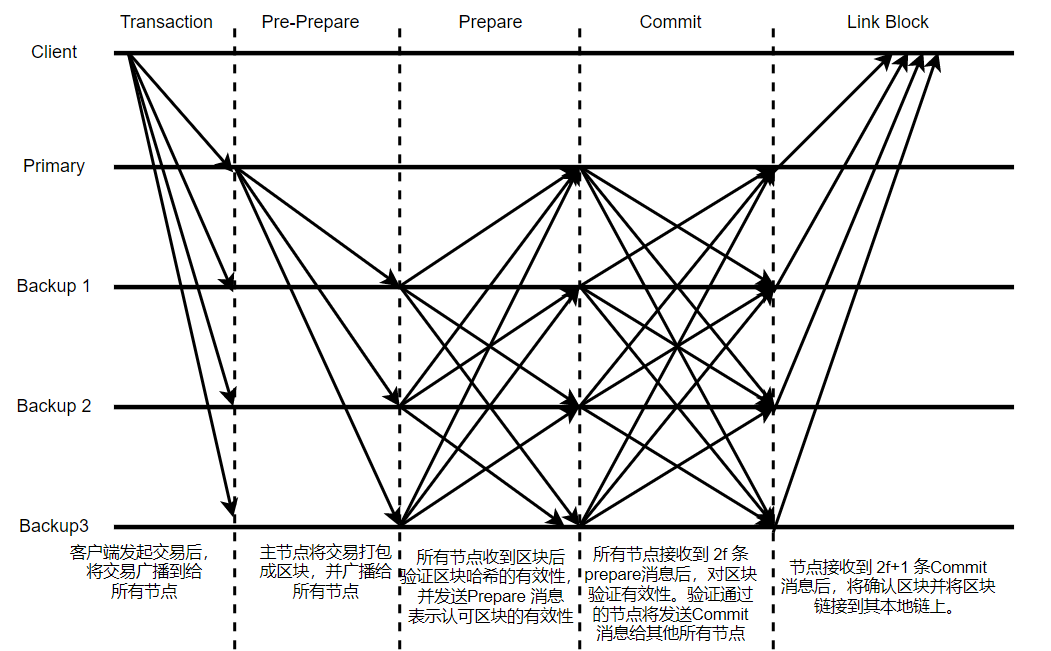 Transaction
Pre-Prepare
Prepare
Commit
Link Block
Client
Primary
Backup 1
Backup 2
Backup3
客户端发起交易后，
将交易广播到给
所有节点
主节点将交易打包
成区块，并广播给
所有节点
所有节点收到区块后
验证区块哈希的有效性，
并发送Prepare 消息
表示认可区块的有效性
所有节点接收到 2f 条
prepare消息后，对区块
验证有效性。验证通过
的节点将发送Commit
消息给其他所有节点
节点接收到 2f+1 条Commit
消息后，将确认区块并将区块
链接到其本地链上。